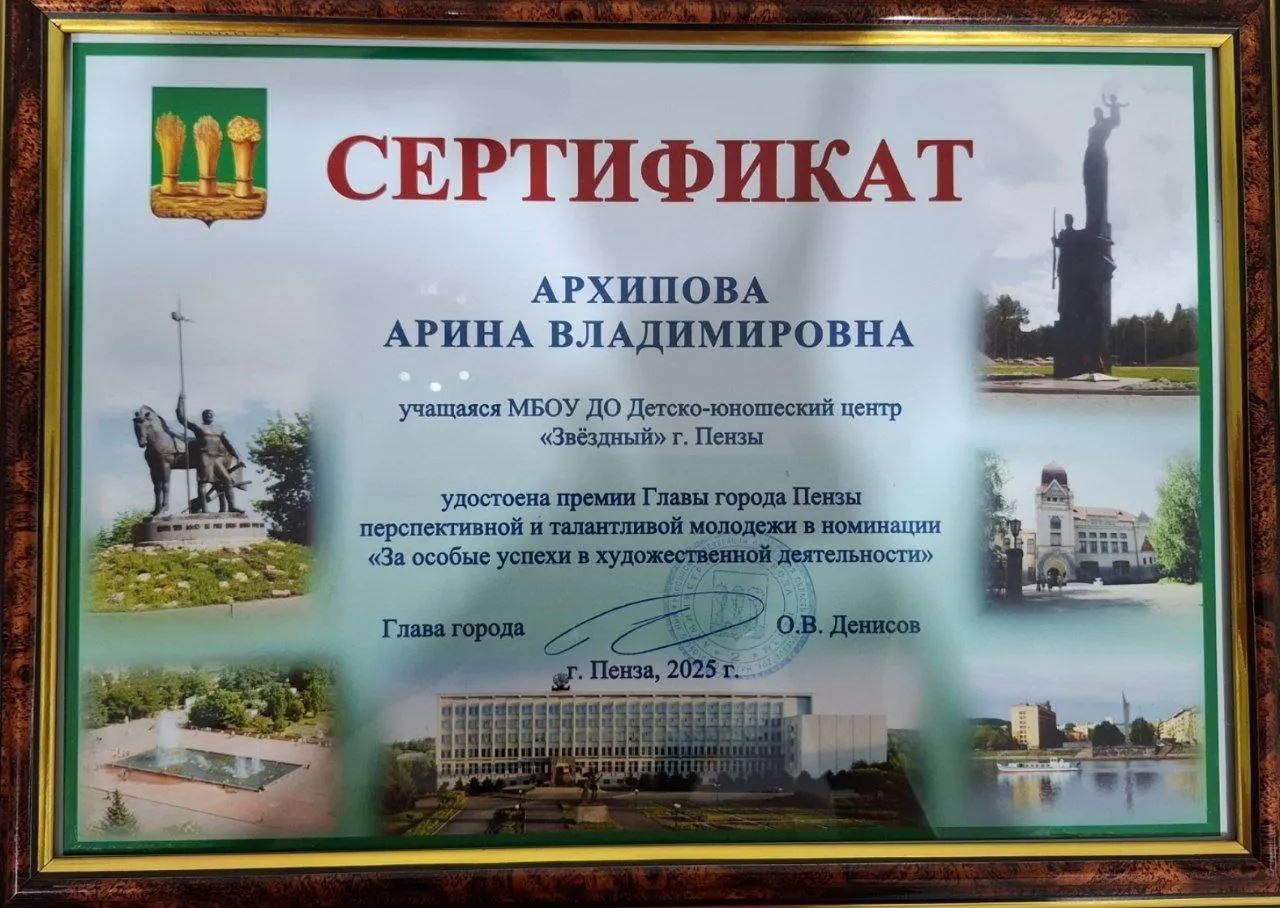 СЕРТИФИКАТ
АРХИПОВА
АРИНА ВЛАДИМИРОВНА
учащаяся МБОУ ДО Детско-юношеский центр
«Звёздный» г. Пензы
удостоена премии Главы города Пензы
перспективной и талантливой молодежи в номинации
«За особые успехи в художественной деятельности»
Глава города О.В. Денисов
г. Пенза, 2025 г.